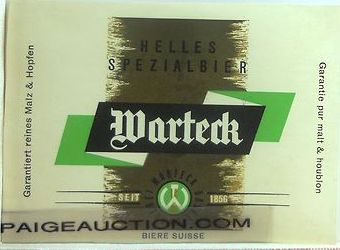 HELLES
SPEZIALBIER
Garantiert reines Malz & Hopfen
Garantie pur malt & houblon
Warteck
SEIT 1856
PAIGEAUCTION.COM
BIERE SUISSE